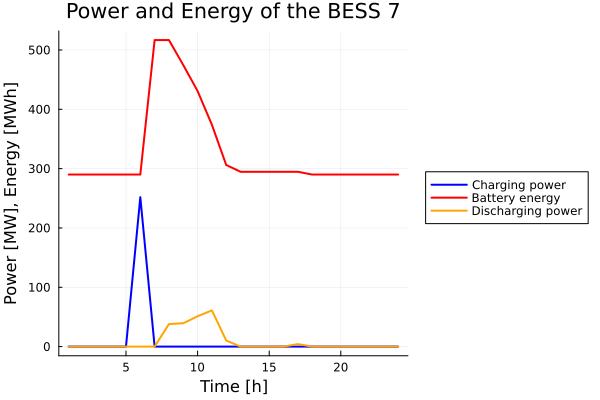 Power and Energy of the BESS 7
Power [MW], Energy [MWh]
500
400
300
200
100
0
5
10
15
20
Time [h]
Charging power
Battery energy
Discharging power